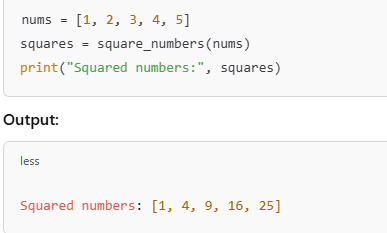 nums = [1, 2, 3, 4, 5]
squares = square_numbers(nums)
print("Squared numbers:", squares)
Output:
less
Squared numbers: [1, 4, 9, 16, 25]